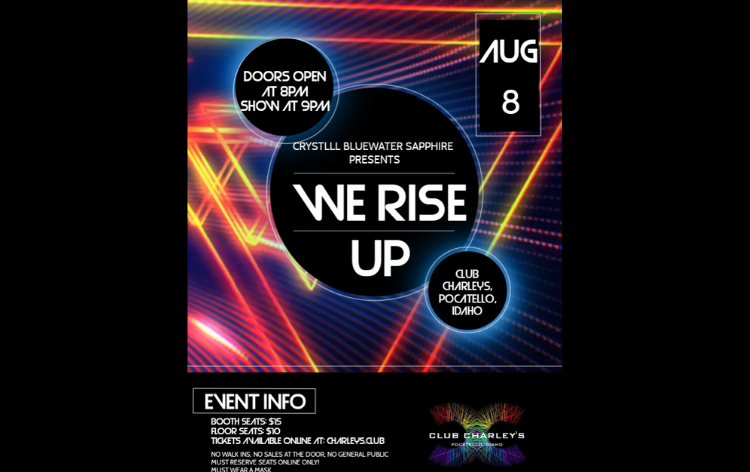 AUG
8
DOORS OPEN
AT 8PM
SHOW AT 9PM
CRYSTLLL BLUEWATER SAPPHIRE
PRESENTS
WE RISE
UP
CLUB
CHARLEYS,
POCATELLO,
IDAHO
EVENT INFO
BOOTH SEATS: $15
FLOOR SEATS: $10
TICKETS AVAILABLE ONLINE AT: CHARLEYS.CLUB
NO WALK INS, NO SALES AT THE DOOR, NO GENERAL PUBLIC
MUST RESERVE SEATS ONLINE ONLY!
MUST WEAR A MASK
CLUB CHARLEY'S
POCATELLO, IDAHO